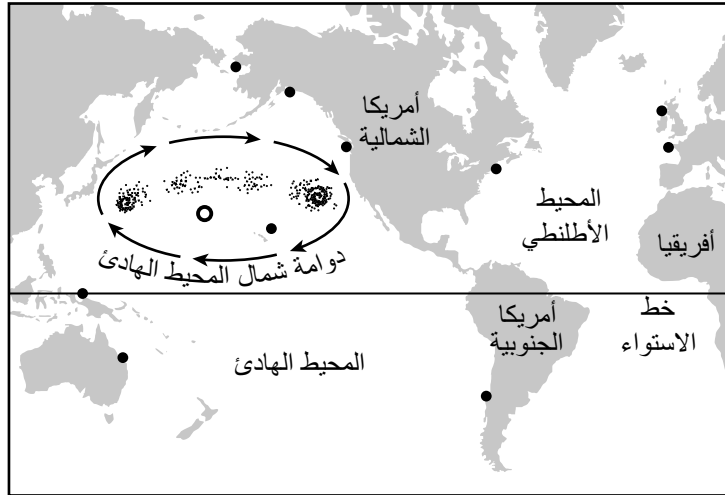 أمريكا
الشمالية
المحيط
الأطلنطي
أفريقيا
دوامة شمال المحيط الهادئ
خط
الاستواء
أمريكا
الجنوبية
المحيط الهادئ